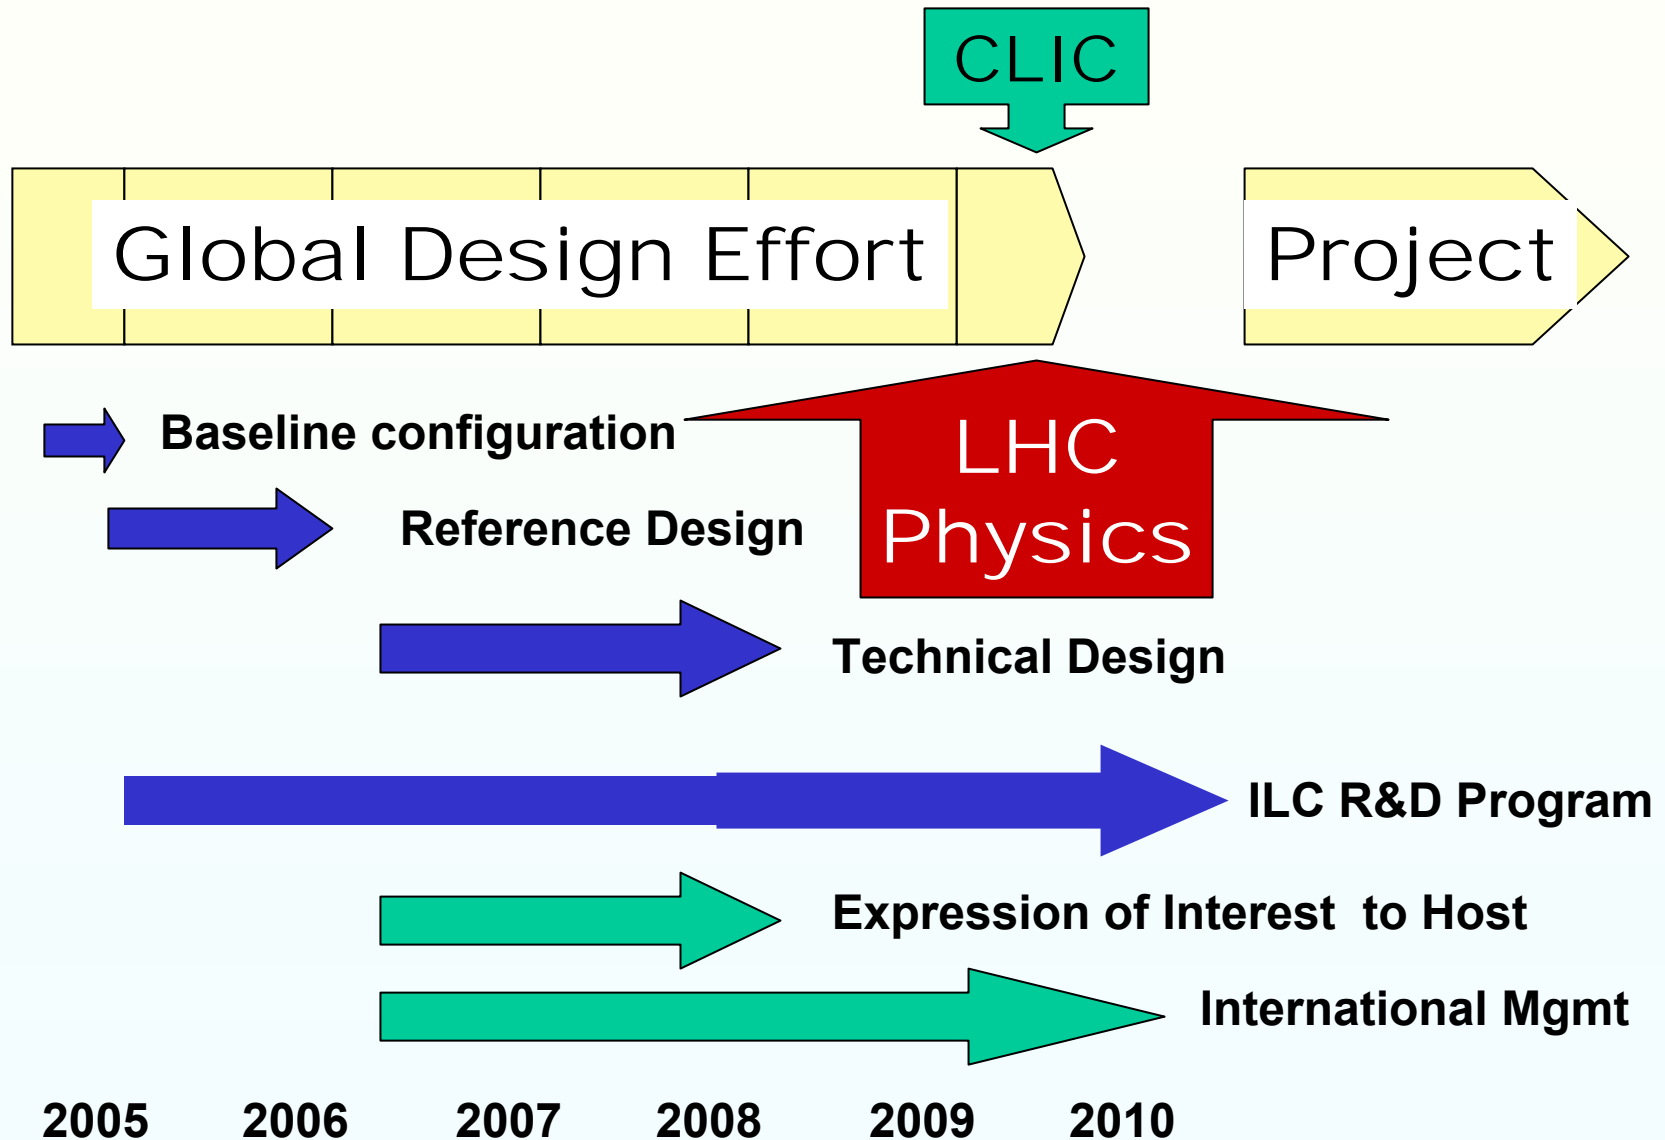 CLIC
Global Design Effort
Project
Baseline configuration
LHC
Physics
Reference Design
Technical Design
ILC R&D Program
Expression of Interest to Host
International Mgmt
2005 2006 2007 2008 2009 2010